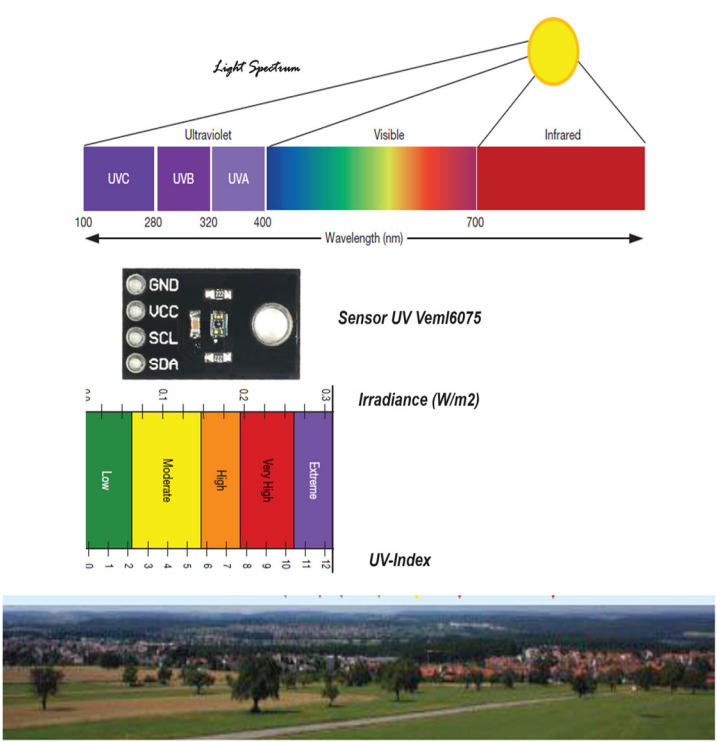 Light Spectrum
Ultraviolet Visible Infrared
UVC UVB UVA
100 280 320 400 700
Wavelength (nm)
GND
VCC
SCL
SDA
222
222
Sensor UV Veml6075
0.1 0.2 0.3
Irradiance (W/m2)
Low Moderate High Very High Extreme
0 1 2 3 4 5 6 7 8 9 10 11 12
UV-Index